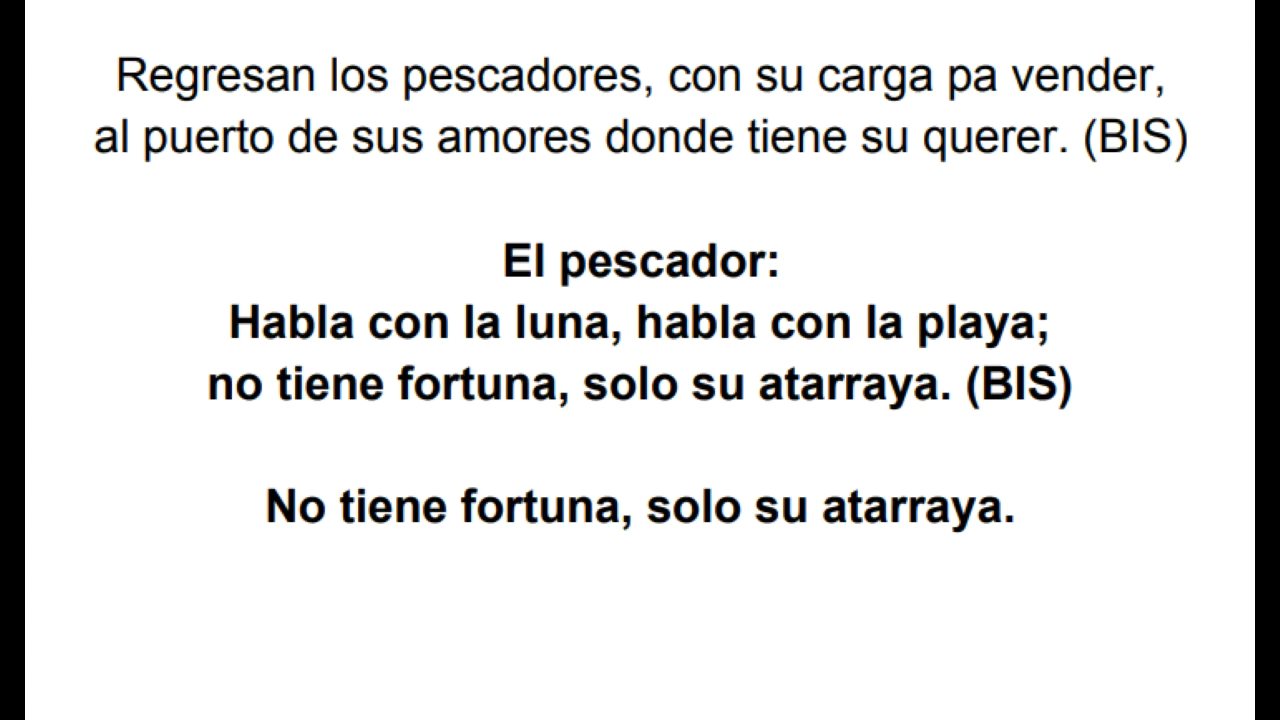 Regresan los pescadores, con su carga pa vender,
al puerto de sus amores donde tiene su querer. (BIS)
El pescador:
Habla con la luna, habla con la playa;
no tiene fortuna, solo su atarraya. (BIS)
No tiene fortuna, solo su atarraya.